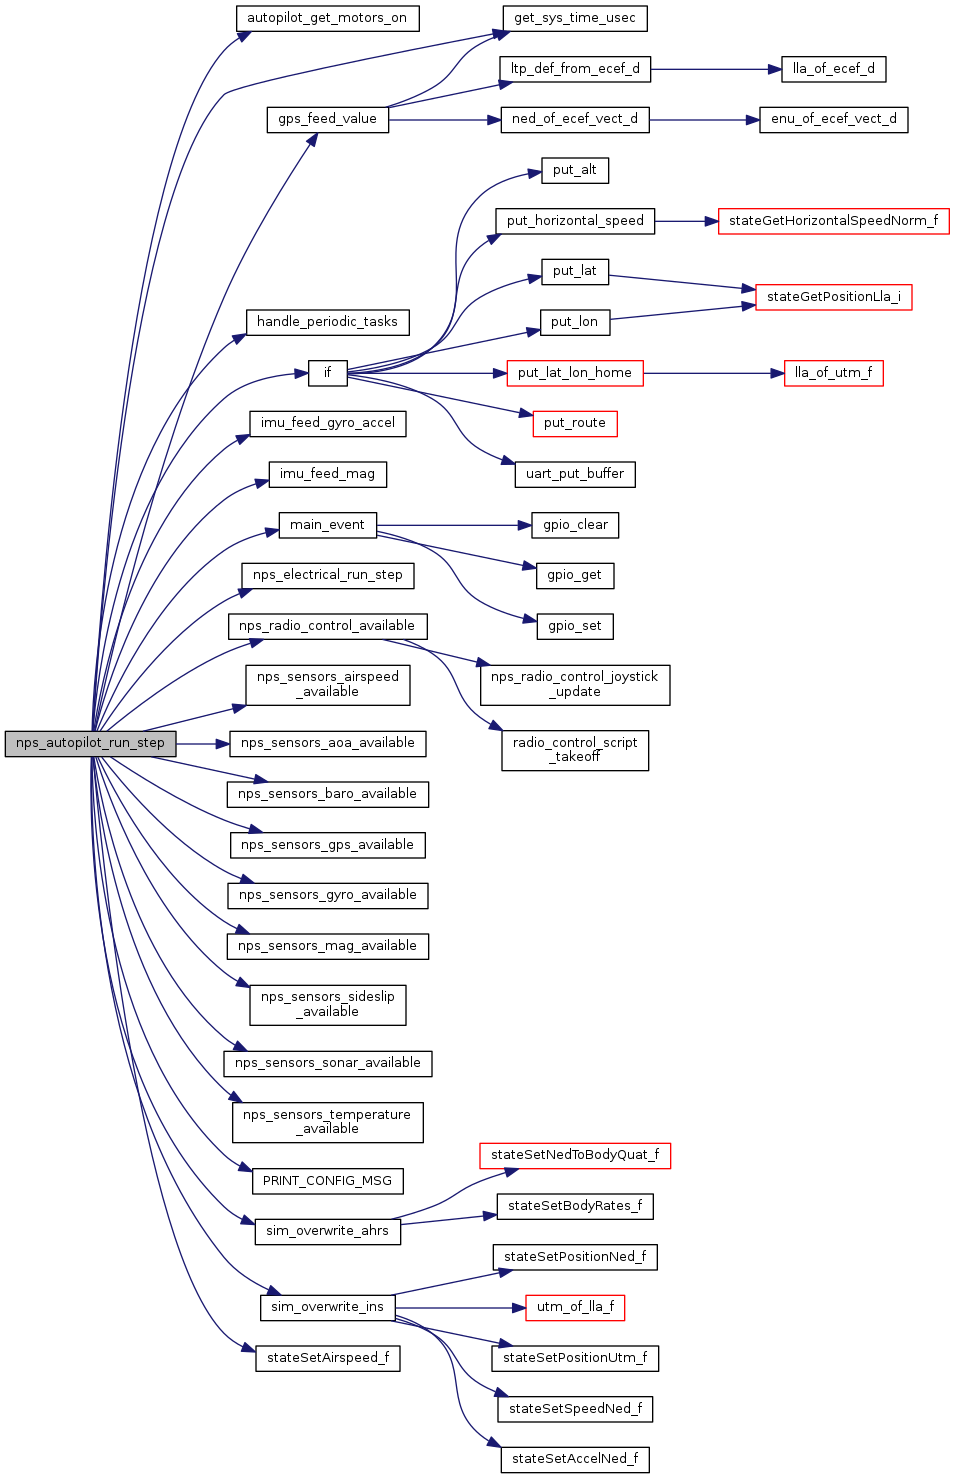 autopilot_get_motors_on
get_sys_time_usec
ltp_def_from_ecef_d
lla_of_ecef_d
gps_feed_value
ned_of_ecef_vect_d
enu_of_ecef_vect_d
put_alt
put_horizontal_speed
stateGetHorizontalSpeedNorm_f
put_lat
stateGetPositionLla_i
handle_periodic_tasks
put_lon
if
put_lat_lon_home
lla_of_utm_f
imu_feed_gyro_accel
put_route
imu_feed_mag
uart_put_buffer
main_event
gpio_clear
nps_electrical_run_step
gpio_get
nps_radio_control_available
gpio_set
nps_sensors_airspeed
_available
nps_radio_control_joystick
_update
nps_autopilot_run_step
nps_sensors_aoa_available
radio_control_script
_takeoff
nps_sensors_baro_available
nps_sensors_gps_available
nps_sensors_gyro_available
nps_sensors_mag_available
nps_sensors_sideslip
_available
nps_sensors_sonar_available
nps_sensors_temperature
_available
stateSetNedToBodyQuat_f
PRINT_CONFIG_MSG
stateSetBodyRates_f
sim_overwrite_ahrs
stateSetPositionNed_f
sim_overwrite_ins
utm_of_lla_f
stateSetAirspeed_f
stateSetPositionUtm_f
stateSetSpeedNed_f
stateSetAccelNed_f